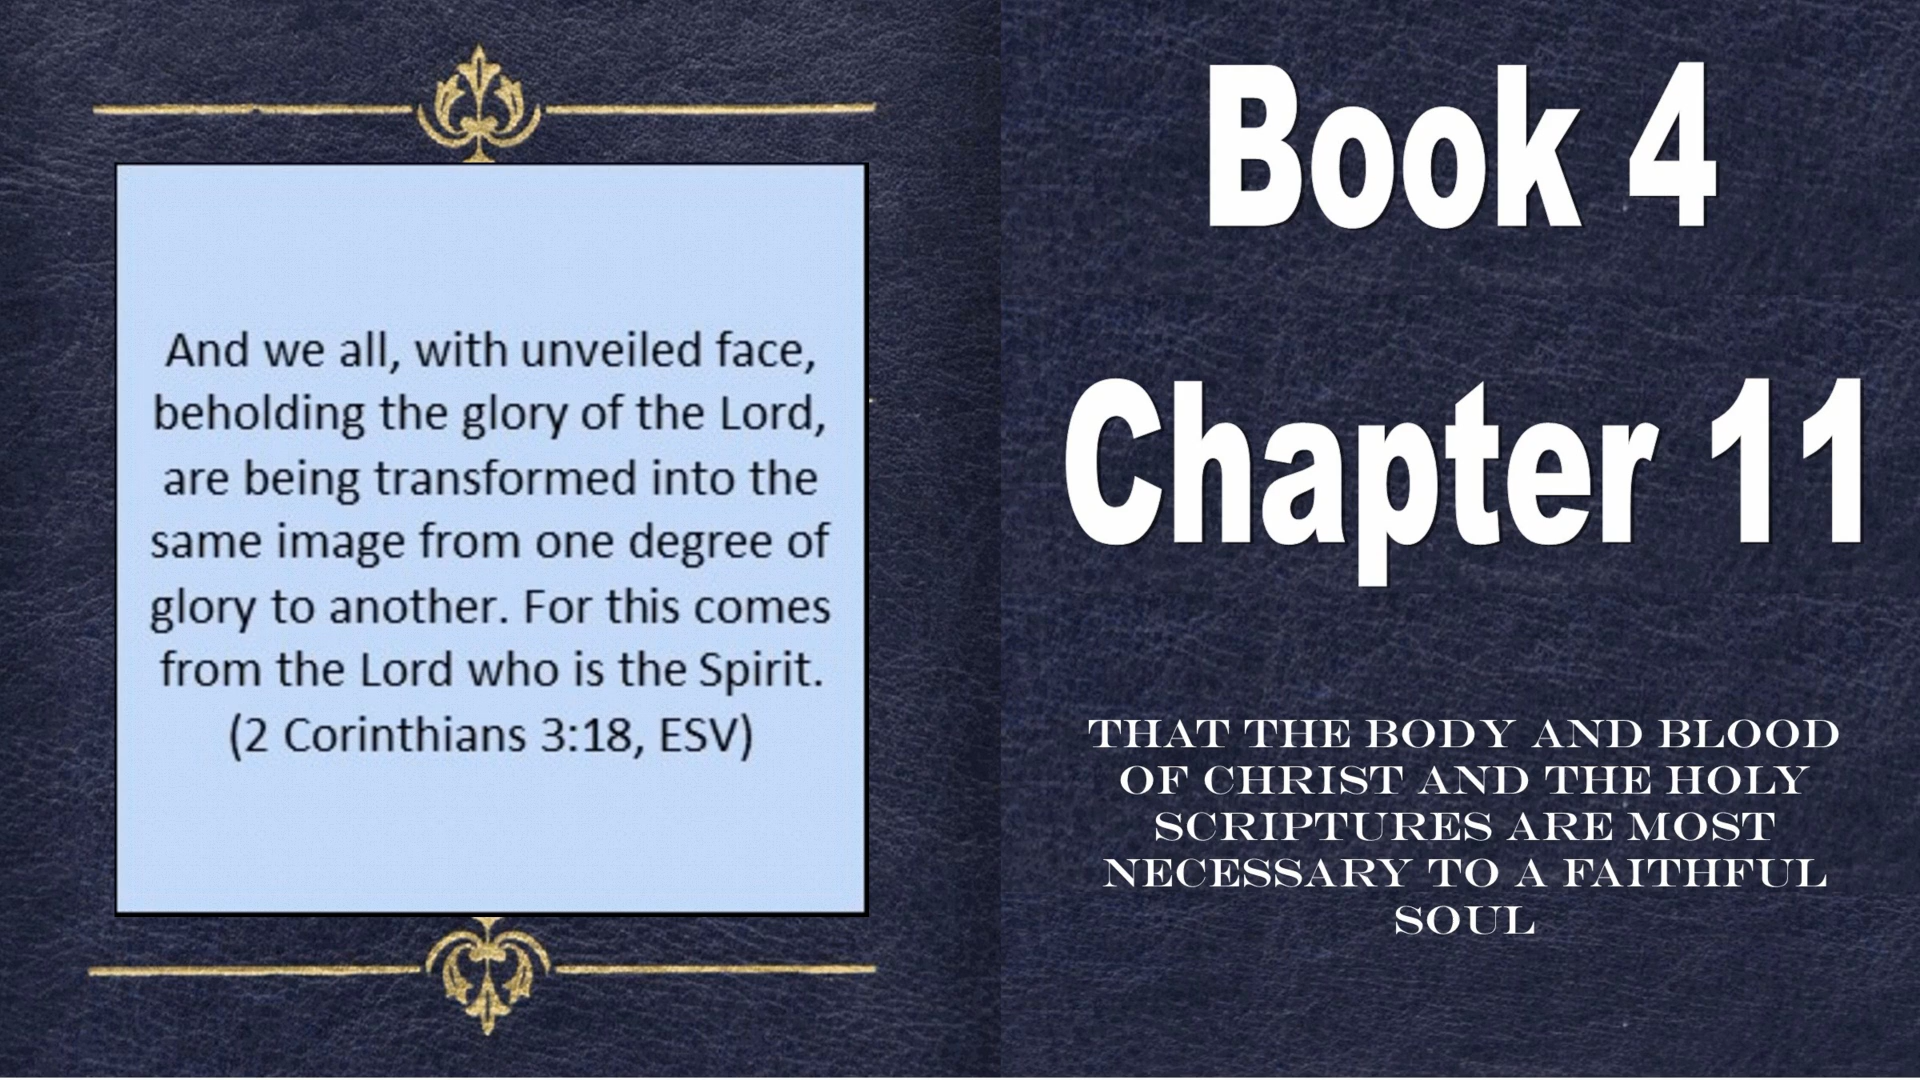 And we all, with unveiled face,
beholding the glory of the Lord,
are being transformed into the
same image from one degree of
glory to another. For this comes
from the Lord who is the Spirit.
(2 Corinthians 3:18, ESV)
Book 4
Chapter 11
THAT THE BODY AND BLOOD
OF CHRIST AND THE HOLY
SCRIPTURES ARE MOST
NECESSARY TO A FAITHFUL
SOUL